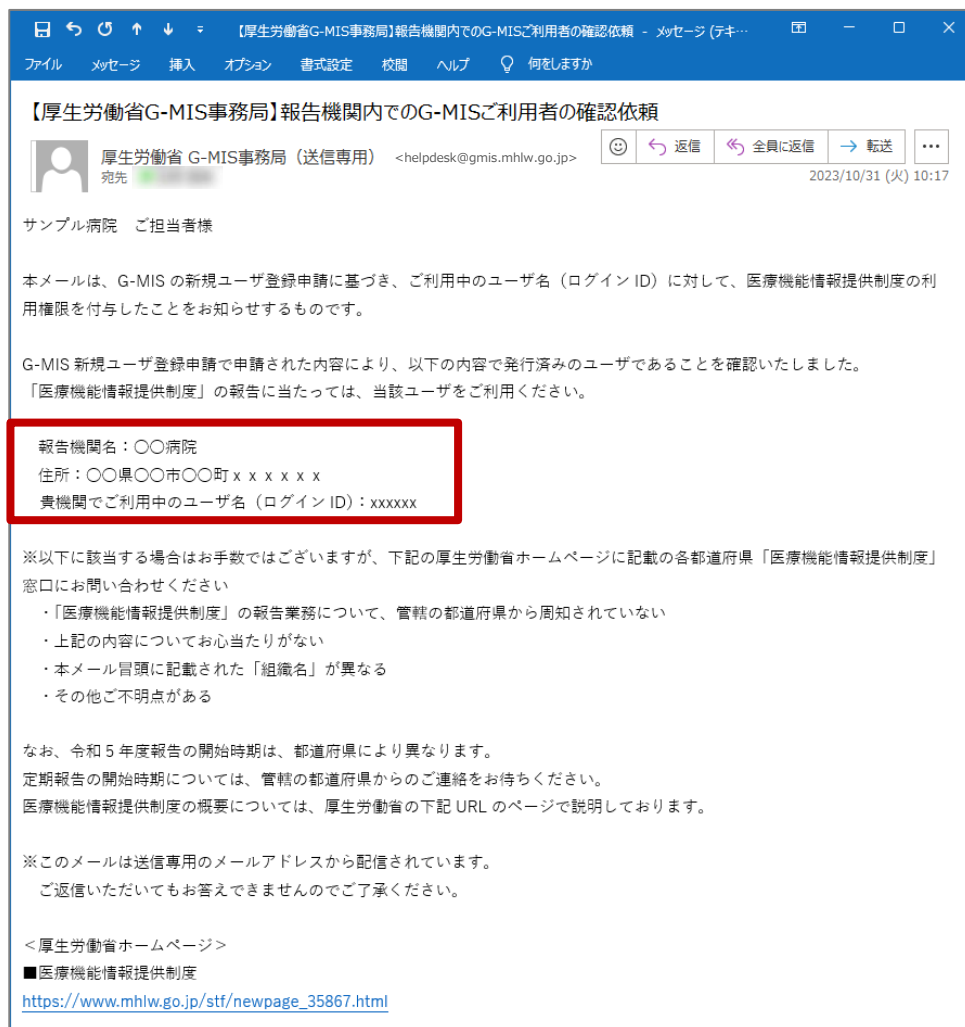 【厚生労働省G-MIS事務局】報告機関内でのG-MISご利用者の確認依頼 - メッセージ (テキ…
ファイル メッセージ 挿入 オプション 書式設定 校閲 ヘルプ 何をしますか
【厚生労働省G-MIS事務局】報告機関内でのG-MISご利用者の確認依頼
厚生労働省 G-MIS事務局（送信専用） <helpdesk@gmis.mhlw.go.jp>
返信 全員に返信 転送 …
宛先
2023/10/31 (火) 10:17
サンプル病院　ご担当者様
本メールは、G-MIS の新規ユーザ登録申請に基づき、ご利用中のユーザ名（ログイン ID）に対して、医療機能情報提供制度の利
用権限を付与したことをお知らせするものです。
G-MIS 新規ユーザ登録申請で申請された内容により、以下の内容で発行済みのユーザであることを確認いたしました。
「医療機能情報提供制度」の報告に当たっては、当該ユーザをご利用ください。
報告機関名：〇〇病院
住所：〇〇県〇〇市〇〇町ｘｘｘｘｘｘ
貴機関でご利用中のユーザ名（ログイン ID）：xxxxxx
※以下に該当する場合はお手数ではございますが、下記の厚生労働省ホームページに記載の各都道府県「医療機能情報提供制度」
窓口にお問い合わせください
・「医療機能情報提供制度」の報告業務について、管轄の都道府県から周知されていない
・上記の内容についてお心当たりがない
・本メール冒頭に記載された「組織名」が異なる
・その他ご不明点がある
なお、令和５年度報告の開始時期は、都道府県により異なります。
定期報告の開始時期については、管轄の都道府県からのご連絡をお待ちください。
医療機能情報提供制度の概要については、厚生労働省の下記 URL のページで説明しております。
※このメールは送信専用のメールアドレスから配信されています。
ご返信いただいてもお答えできませんのでご了承ください。
＜厚生労働省ホームページ＞
■医療機能情報提供制度
https://www.mhlw.go.jp/stf/newpage_35867.html